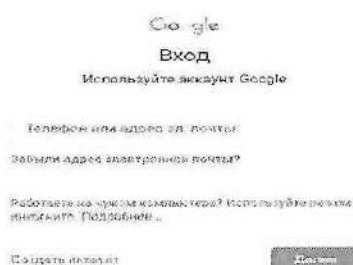 Google
Вход
Используйте аккаунт Google
Телефон или адрес эл. почты
Забыли адрес электронной почты?
Работаете на чужом компьютере? Используйте режим
инкогнито. Подробнее...
Создать аккаунт
Далее